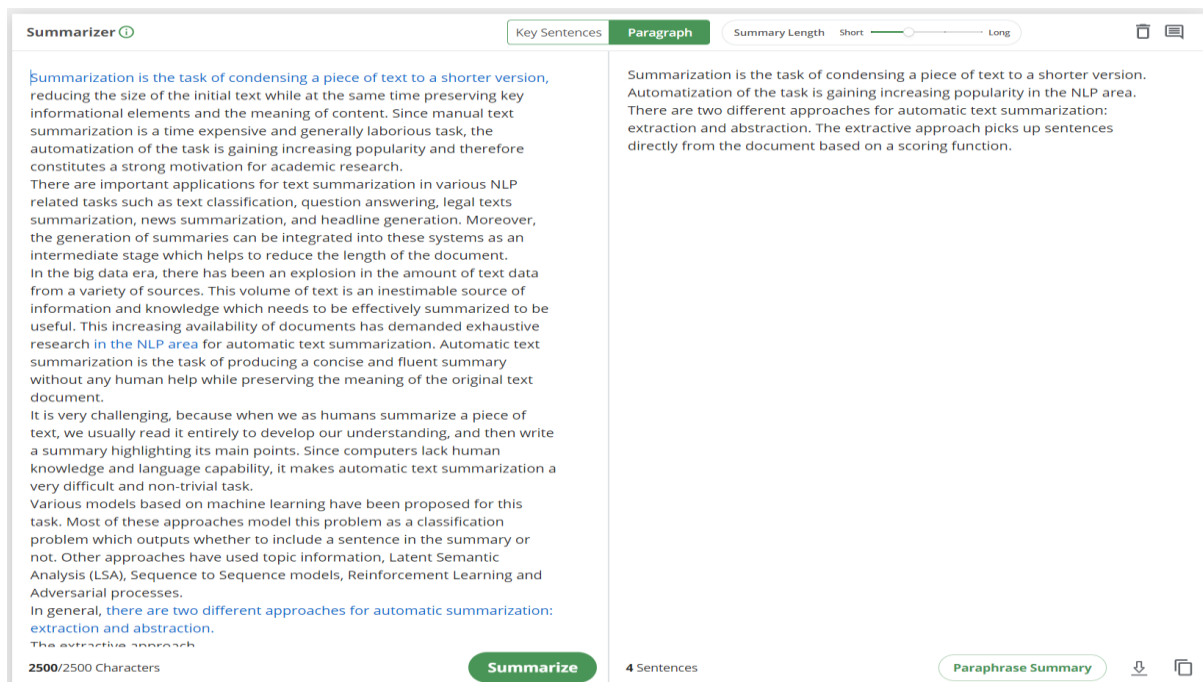 Summarizer
Key Sentences
Paragraph
Summary Length Short Long
Summarization is the task of condensing a piece of text to a shorter version,
reducing the size of the initial text while at the same time preserving key
informational elements and the meaning of content. Since manual text
summarization is a time expensive and generally laborious task, the
automatization of the task is gaining increasing popularity and therefore
constitutes a strong motivation for academic research.
There are important applications for text summarization in various NLP
related tasks such as text classification, question answering, legal texts
summarization, news summarization, and headline generation. Moreover,
the generation of summaries can be integrated into these systems as an
intermediate stage which helps to reduce the length of the document.
In the big data era, there has been an explosion in the amount of text data
from a variety of sources. This volume of text is an inestimable source of
information and knowledge which needs to be effectively summarized to be
useful. This increasing availability of documents has demanded exhaustive
research in the NLP area for automatic text summarization. Automatic text
summarization is the task of producing a concise and fluent summary
without any human help while preserving the meaning of the original text
document.
It is very challenging, because when we as humans summarize a piece of
text, we usually read it entirely to develop our understanding, and then write
a summary highlighting its main points. Since computers lack human
knowledge and language capability, it makes automatic text summarization a
very difficult and non-trivial task.
Various models based on machine learning have been proposed for this
task. Most of these approaches model this problem as a classification
problem which outputs whether to include a sentence in the summary or
not. Other approaches have used topic information, Latent Semantic
Analysis (LSA), Sequence to Sequence models, Reinforcement Learning and
Adversarial processes.
In general, there are two different approaches for automatic summarization:
extraction and abstraction.
The extractive approach
2500/2500 Characters
Summarize
Summarization is the task of condensing a piece of text to a shorter version.
Automatization of the task is gaining increasing popularity in the NLP area.
There are two different approaches for automatic text summarization:
extraction and abstraction. The extractive approach picks up sentences
directly from the document based on a scoring function.
4 Sentences
Paraphrase Summary